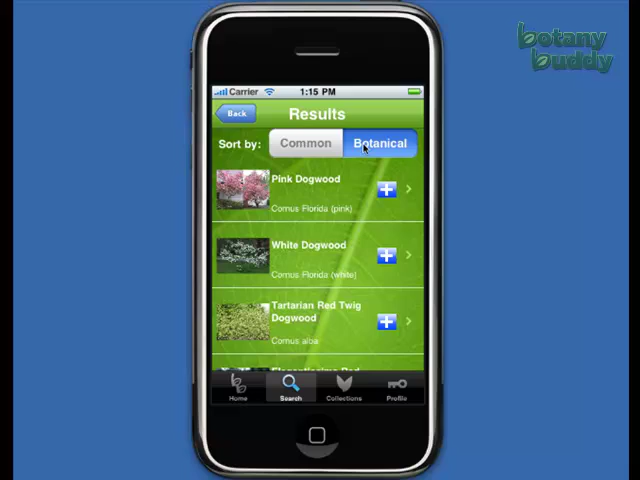 botany
buddy
Carrier 1:15 PM
Back Results
Sort by: Common Botanical
Pink Dogwood
Cornus Florida (pink)
White Dogwood
Cornus Florida (white)
Tartarian Red Twig
Dogwood
Cornus alba
Home Search Collections Profile